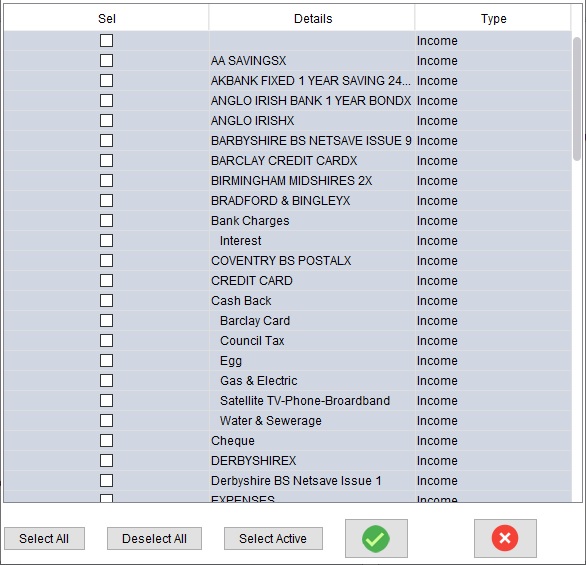 Sel Details Type
Income
AA SAVINGSX Income
AKBANK FIXED 1 YEAR SAVING 24... Income
ANGLO IRISH BANK 1 YEAR BONDX Income
ANGLO IRISHX Income
BARBYSHIRE BS NETSAVE ISSUE 9 Income
BARCLAY CREDIT CARDX Income
BIRMINGHAM MIDSHIRES 2X Income
BRADFORD & BINGLEYX Income
Bank Charges Income
Interest Income
COVENTRY BS POSTALX Income
CREDIT CARD Income
Cash Back Income
Barclay Card Income
Council Tax Income
Egg Income
Gas & Electric Income
Satellite TV-Phone-Broardband Income
Water & Sewerage Income
Cheque Income
DERBYSHIREX Income
Derbyshire BS Netsave Issue 1 Income
EXPENSES Income
Select All Deselect All Select Active